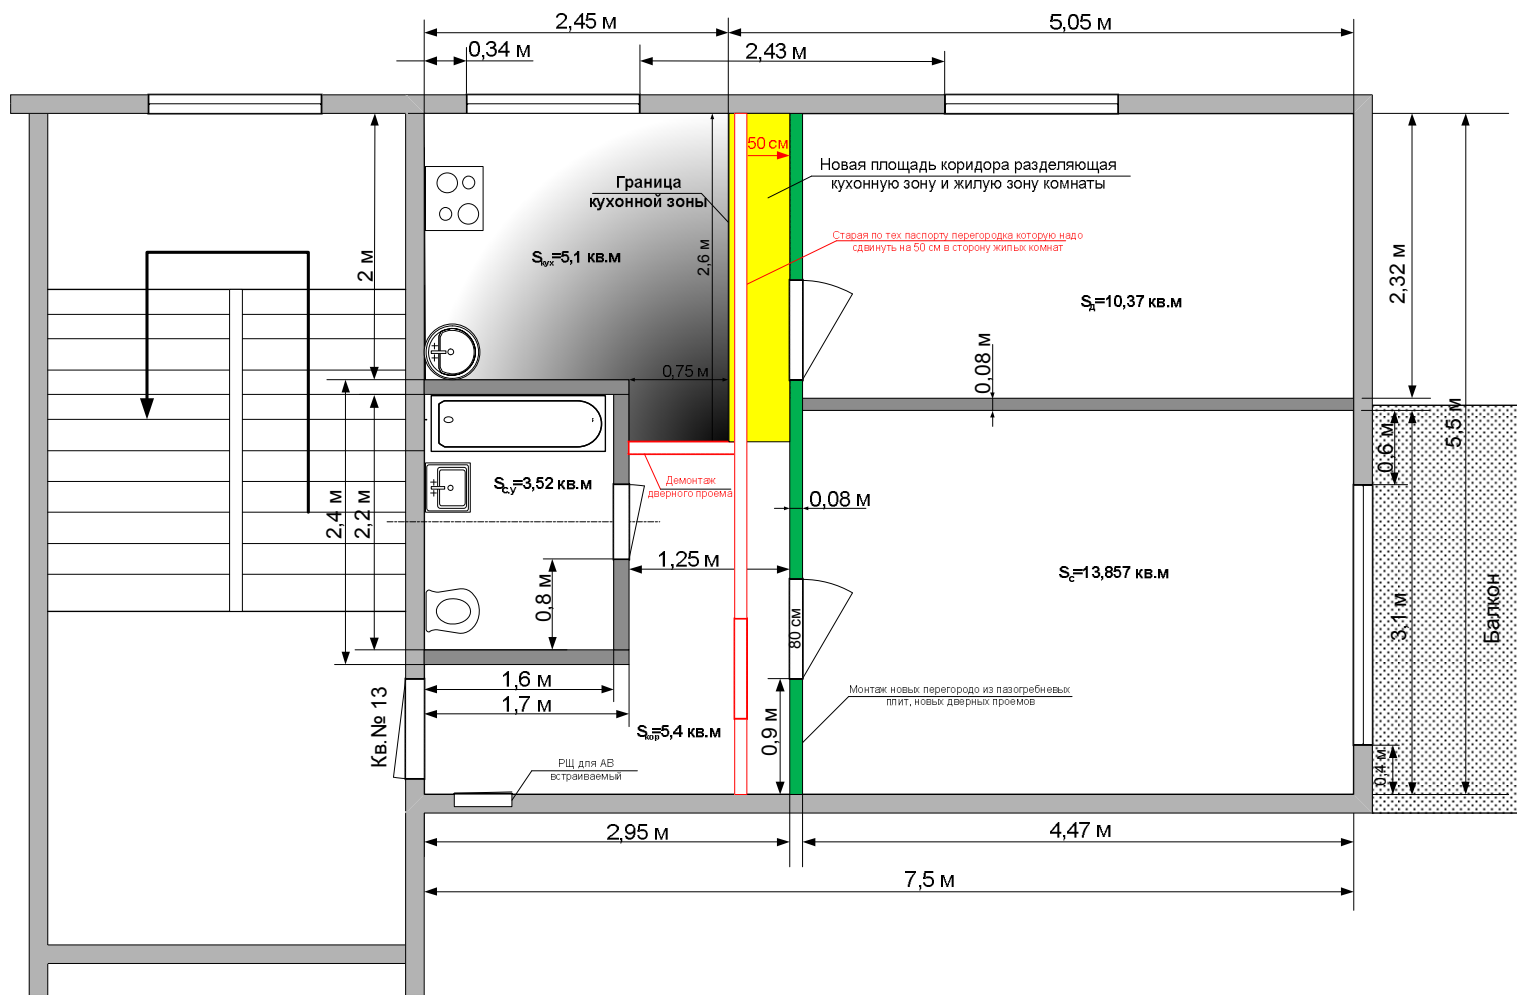 2,45 м
5,05 м
0,34 м
2,43 м
50 см
Новая площадь коридора разделяющая
кухонную зону и жилую зону комнаты
Граница
кухонной зоны
Старая по тех паспорту перегородка которую надо
сдвинуть на 50 см в сторону жилых комнат
2 м
2,6 м
Sкух=5,1 кв.м
Sд=10,37 кв.м
2,32 м
0,75 м
0,08 м
5,5 м
0,6 м
Sс.у=3,52 кв.м
Демонтаж
дверного проема
0,08 м
2,4 м
2,2 м
1,25 м
Sс=13,857 кв.м
0,8 м
80 см
3,1 м
Балкон
1,6 м
1,7 м
Кв.№ 13
Монтаж новых перегородо из пазогребневых
плит, новых дверных проемов
Sкор=5,4 кв.м
0,9 м
РЩ для АВ
встраиваемый
0,4 м
2,95 м
4,47 м
7,5 м